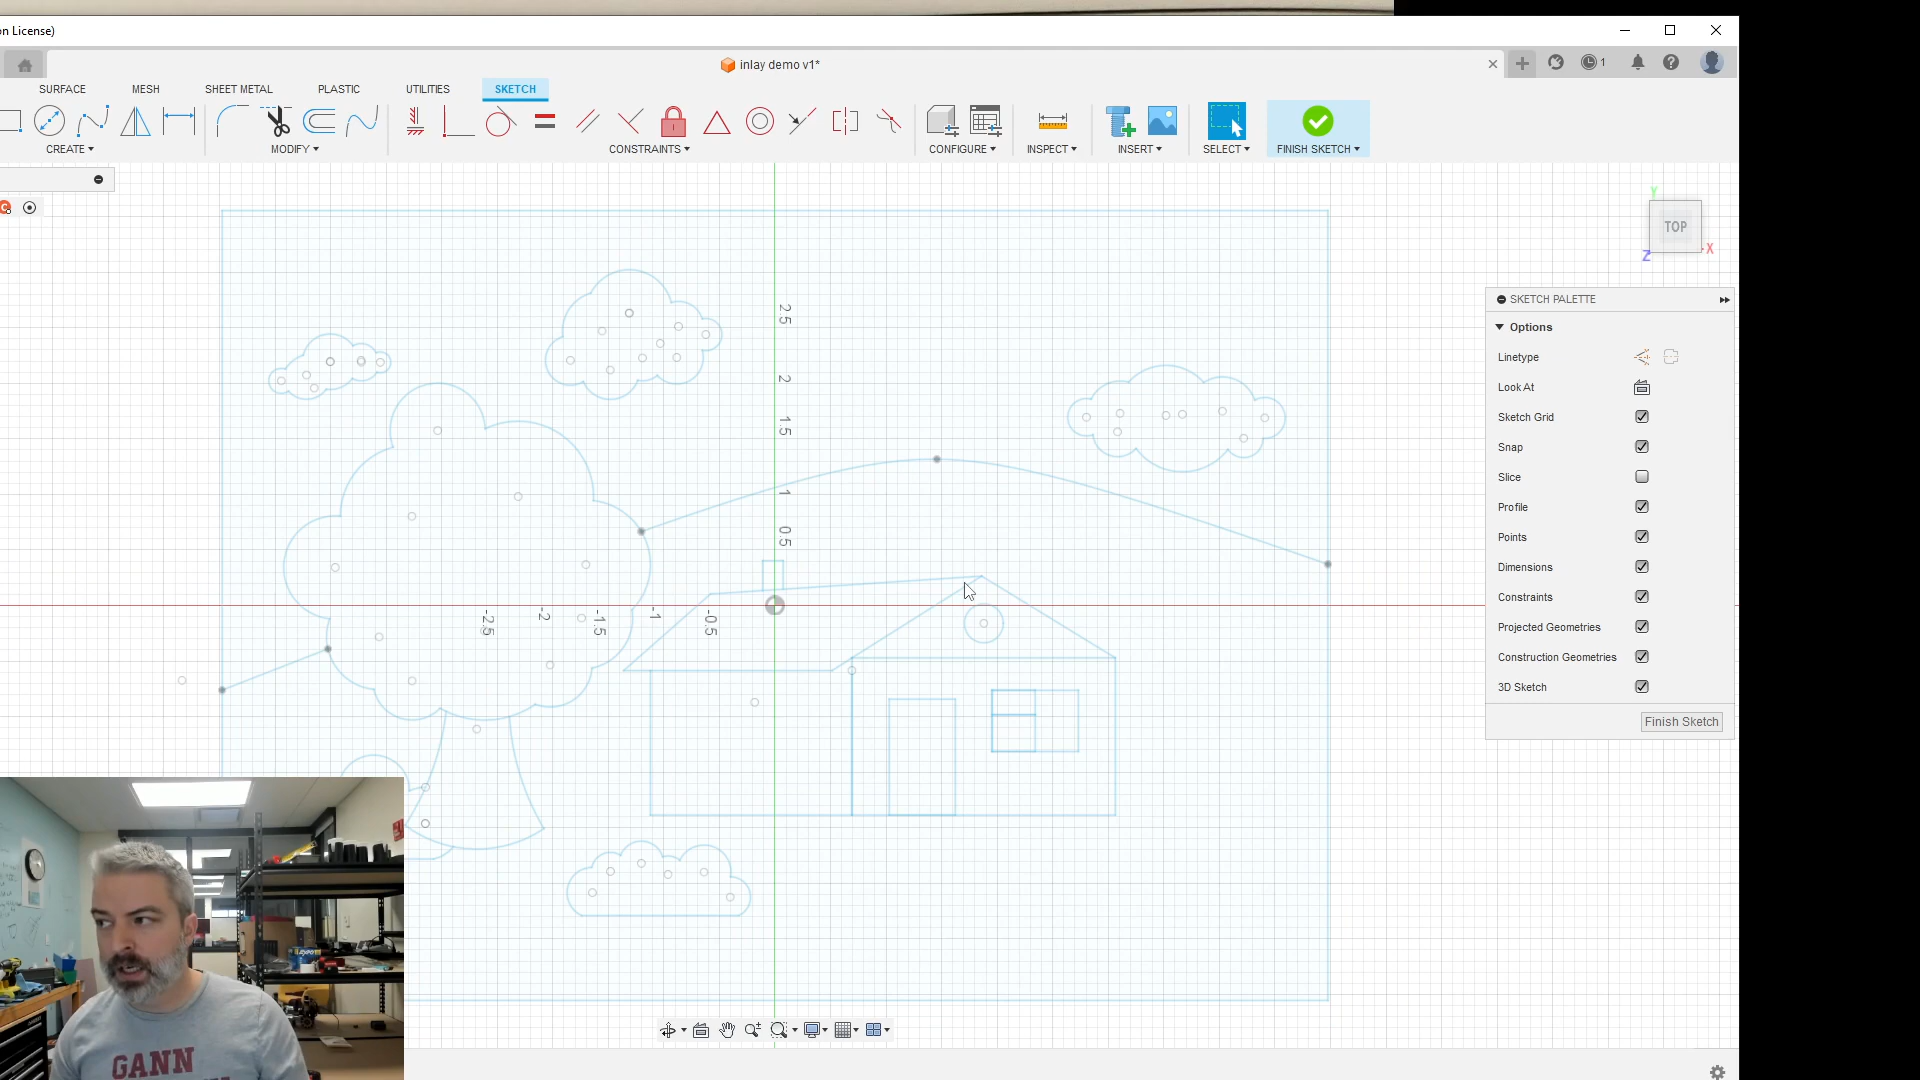 on License)
inlay demo v1*
1
SURFACE
MESH
SHEET METAL
PLASTIC
UTILITIES
SKETCH
CREATE
MODIFY
CONSTRAINTS
CONFIGURE
INSPECT
INSERT
SELECT
FINISH SKETCH
Y
TOP
X
Z
2.5
2
1.5
1
0.5
-2.5
-2
-1.5
-1
-0.5
SKETCH PALETTE
Options
Linetype
Look At
Sketch Grid
Snap
Slice
Profile
Points
Dimensions
Constraints
Projected Geometries
Construction Geometries
3D Sketch
Finish Sketch
GANN